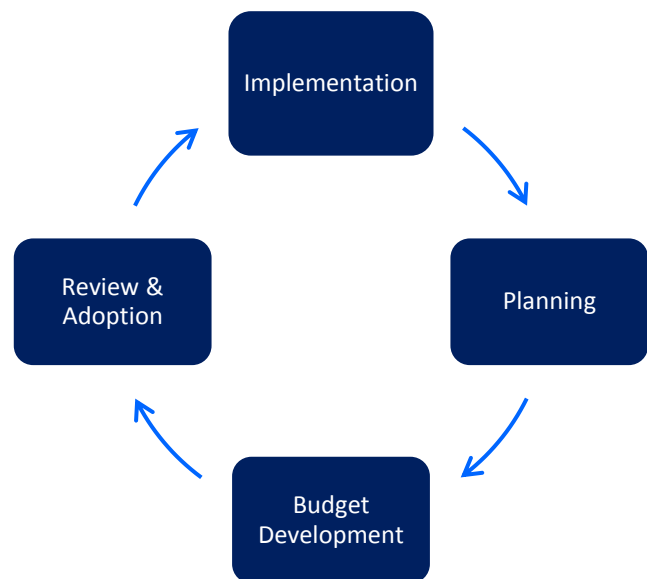 Implementation
Review &
Adoption
Planning
Budget
Development